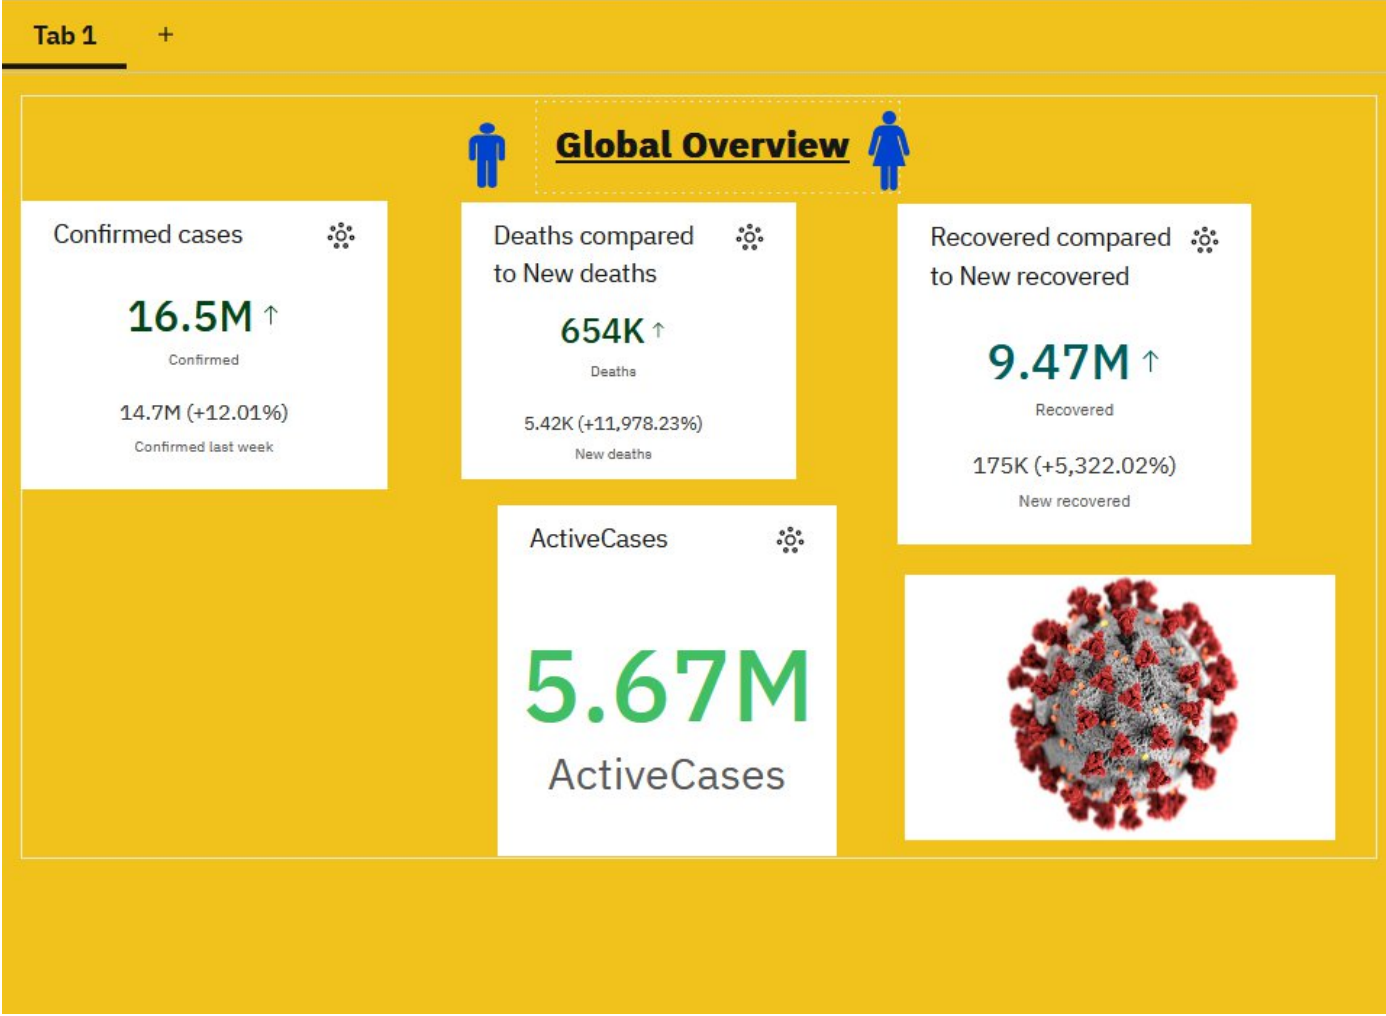 Tab 1 +
Global Overview
Confirmed cases
16.5M ↑
Confirmed
14.7M (+12.01%)
Confirmed last week
Deaths compared
to New deaths
654K ↑
Deaths
5.42K (+11,978.23%)
New deaths
Recovered compared
to New recovered
9.47M ↑
Recovered
175K (+5,322.02%)
New recovered
ActiveCases
5.67M
ActiveCases